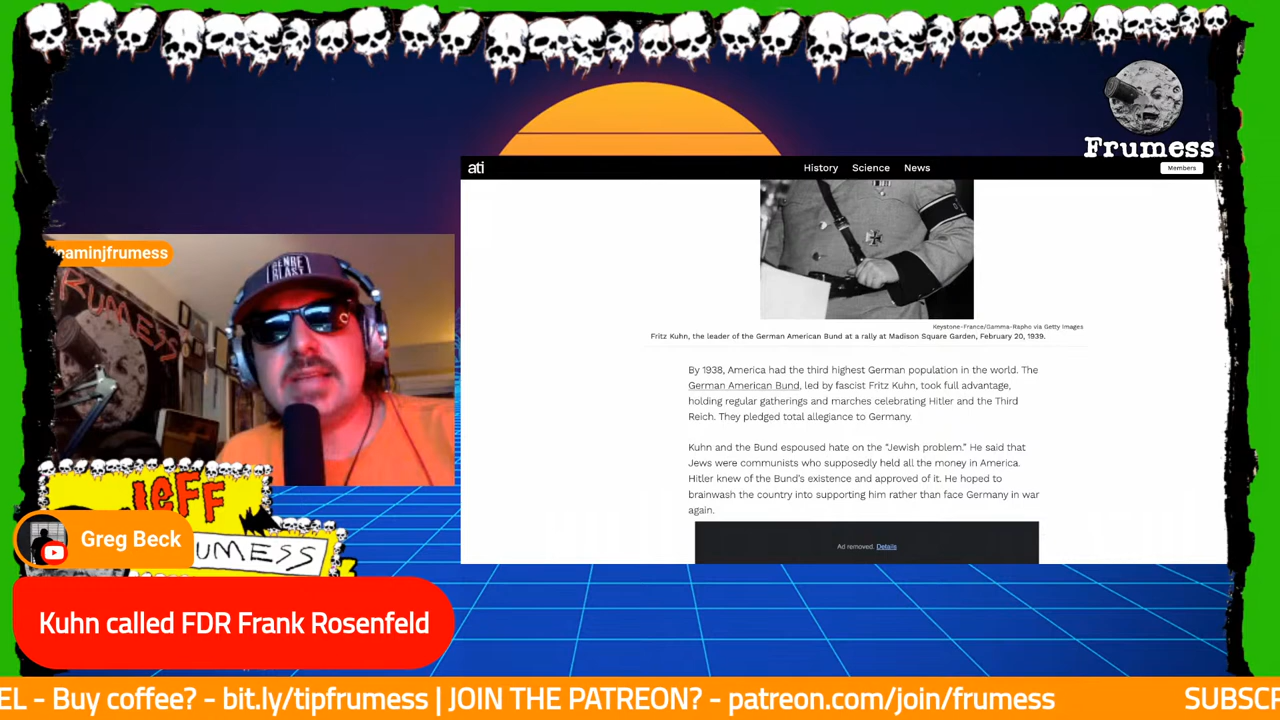 Frumess
ati
History Science News
Members
f
naminjfrumess
GENRE
BLAST
RUMESS
Keystone-France/Gamma-Rapho via Getty Images
Fritz Kuhn, the leader of the German American Bund at a rally at Madison Square Garden, February 20, 1939.
By 1938, America had the third highest German population in the world. The
German American Bund, led by fascist Fritz Kuhn, took full advantage,
holding regular gatherings and marches celebrating Hitler and the Third
Reich. They pledged total allegiance to Germany.
Kuhn and the Bund espoused hate on the “Jewish problem.” He said that
Jews were communists who supposedly held all the money in America.
Hitler knew of the Bund's existence and approved of it. He hoped to
brainwash the country into supporting him rather than face Germany in war
again.
Ad removed. Details
JEFF
UMESS
Greg Beck
Kuhn called FDR Frank Rosenfeld
EL - Buy coffee? - bit.ly/tipfrumess | JOIN THE PATREON? - patreon.com/join/frumess SUBSCR